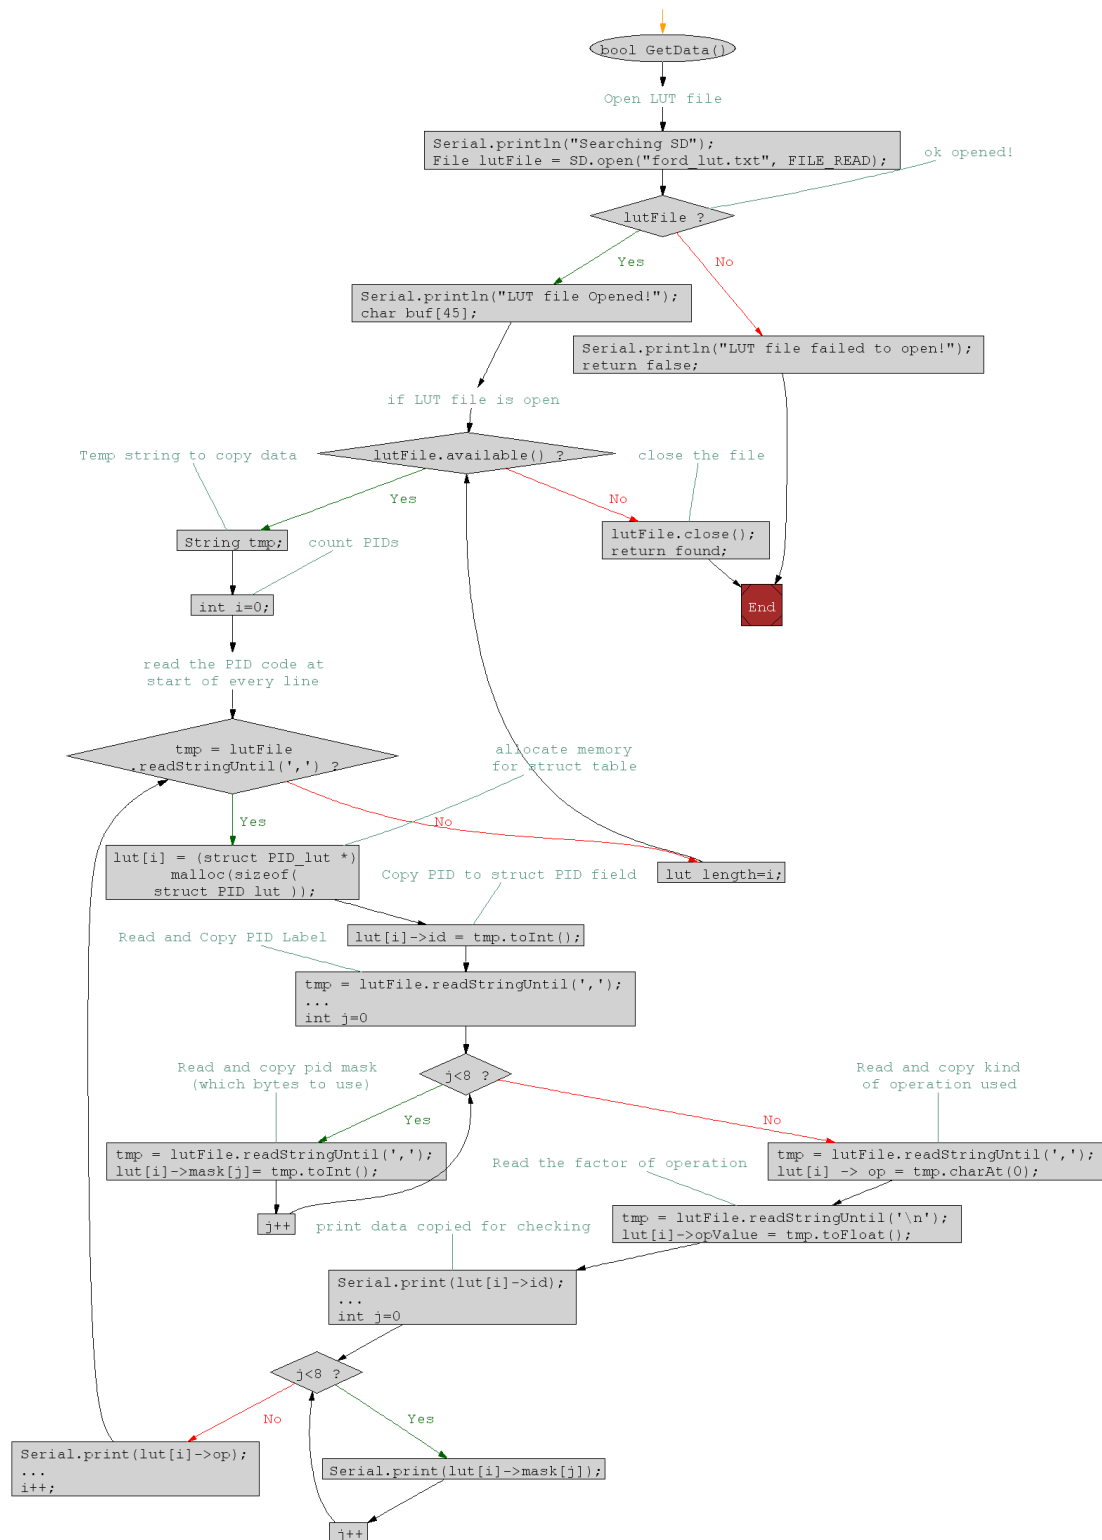 bool GetData()
Open LUT file
Serial.println("Searching SD");
File lutFile = SD.open("ford_lut.txt", FILE_READ);
ok opened!
lutFile ?
Yes
No
Serial.println("LUT file Opened!");
char buf[45];
Serial.println("LUT file failed to open!");
return false;
if LUT file is open
lutFile.available() ?
Temp string to copy data
close the file
Yes
No
String tmp;
count PIDs
lutFile.close();
return found;
int i=0;
End
read the PID code at
start of every line
tmp = lutFile
.readStringUntil(',') ?
allocate memory
for struct table
Yes
No
lut[i] = (struct PID_lut *)
malloc(sizeof(
struct PID_lut ));
lut_length=i;
Copy PID to struct PID field
lut[i]->id = tmp.toInt();
Read and Copy PID Label
tmp = lutFile.readStringUntil(',');
...
int j=0
j<8 ?
Read and copy pid mask
(which bytes to use)
Read and copy kind
of operation used
Yes
No
tmp = lutFile.readStringUntil(',');
lut[i]->mask[j]= tmp.toInt();
tmp = lutFile.readStringUntil(',');
lut[i] -> op = tmp.charAt(0);
Read the factor of operation
j++
tmp = lutFile.readStringUntil('\n');
lut[i]->opValue = tmp.toFloat();
print data copied for checking
Serial.print(lut[i]->id);
...
int j=0
j<8 ?
No
Yes
Serial.print(lut[i]->op);
...
i++;
Serial.print(lut[i]->mask[j]);
j++